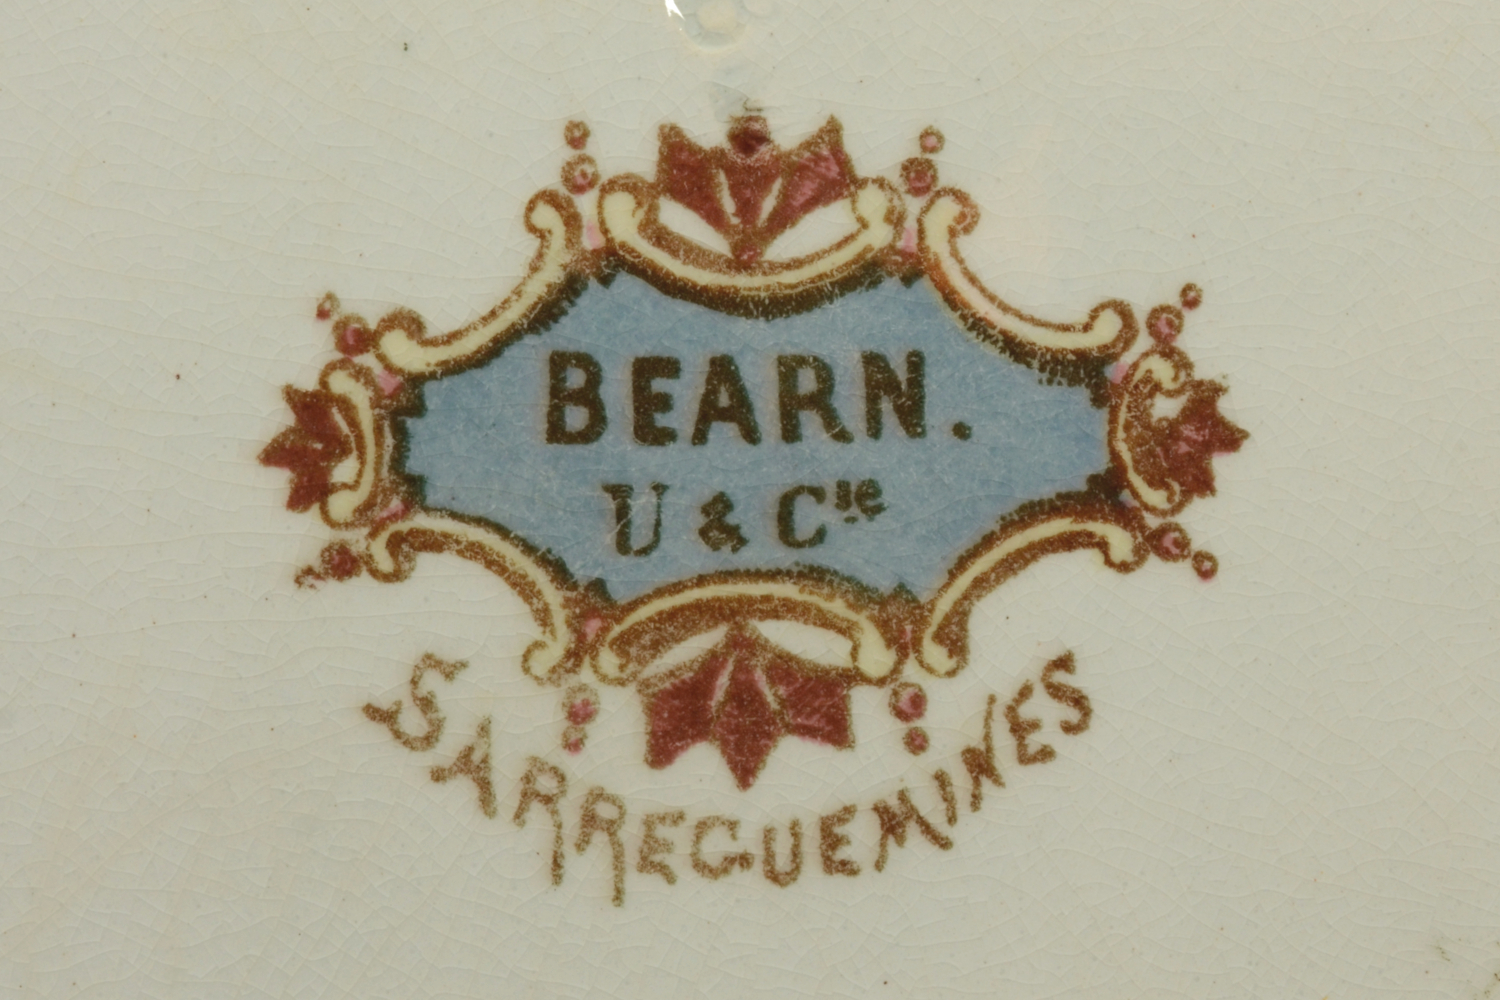 BEARN.
U & Cie
SARREGUEMINES